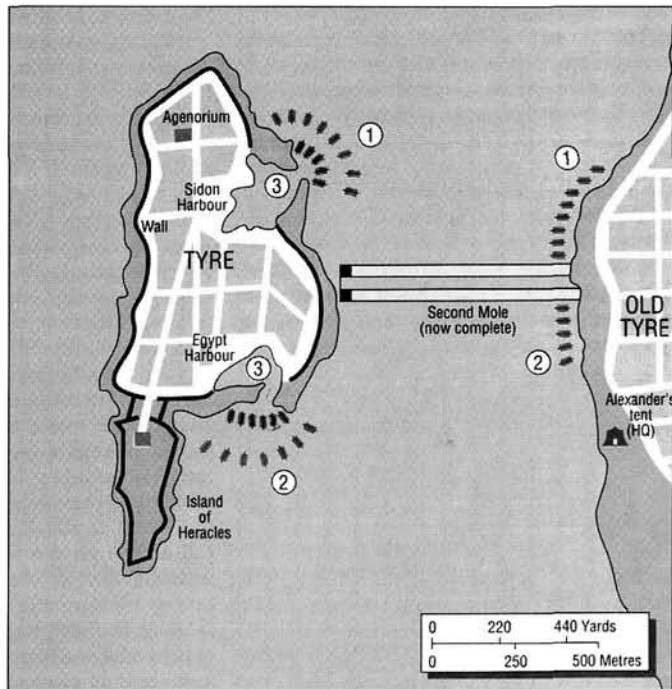 Agenorium
1
1
3
Sidon
Harbour
Wall
TYRE
Second Mole
(now complete)
OLD
TYRE
Egypt
Harbour
3
2
Alexander's
tent
(HQ)
2
Island
of
Heracles
0 220 440 Yards
0 250 500 Metres